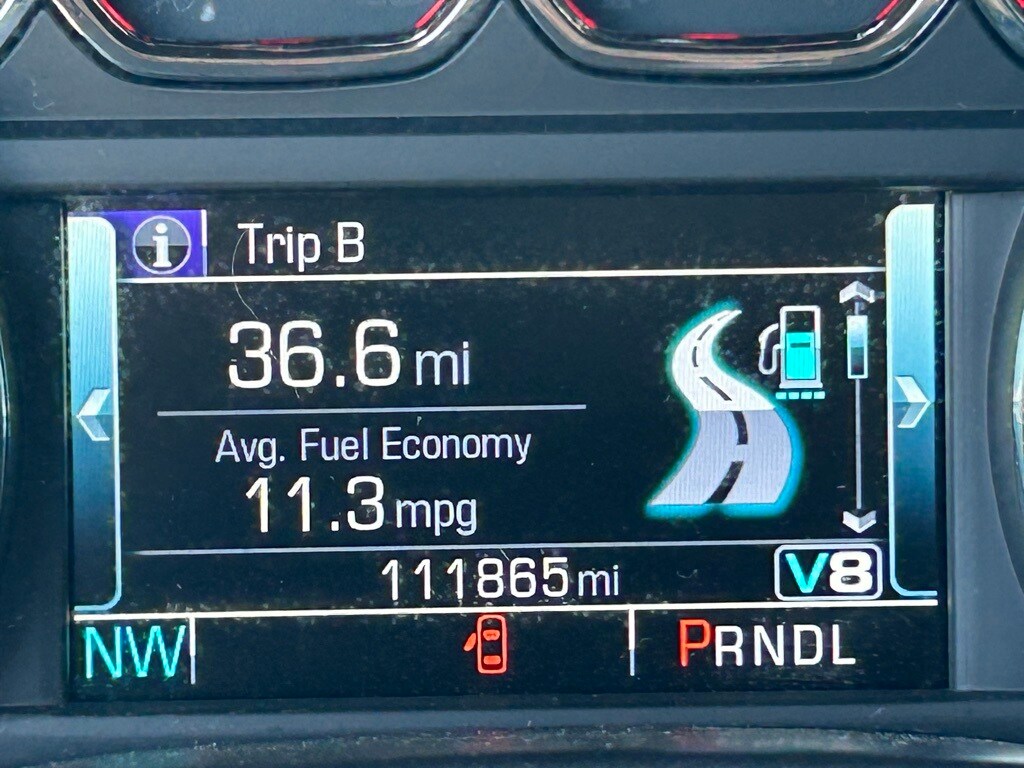 i Trip B
36.6 mi
Avg. Fuel Economy
11.3 mpg
111865 mi V8
NW PRNDL